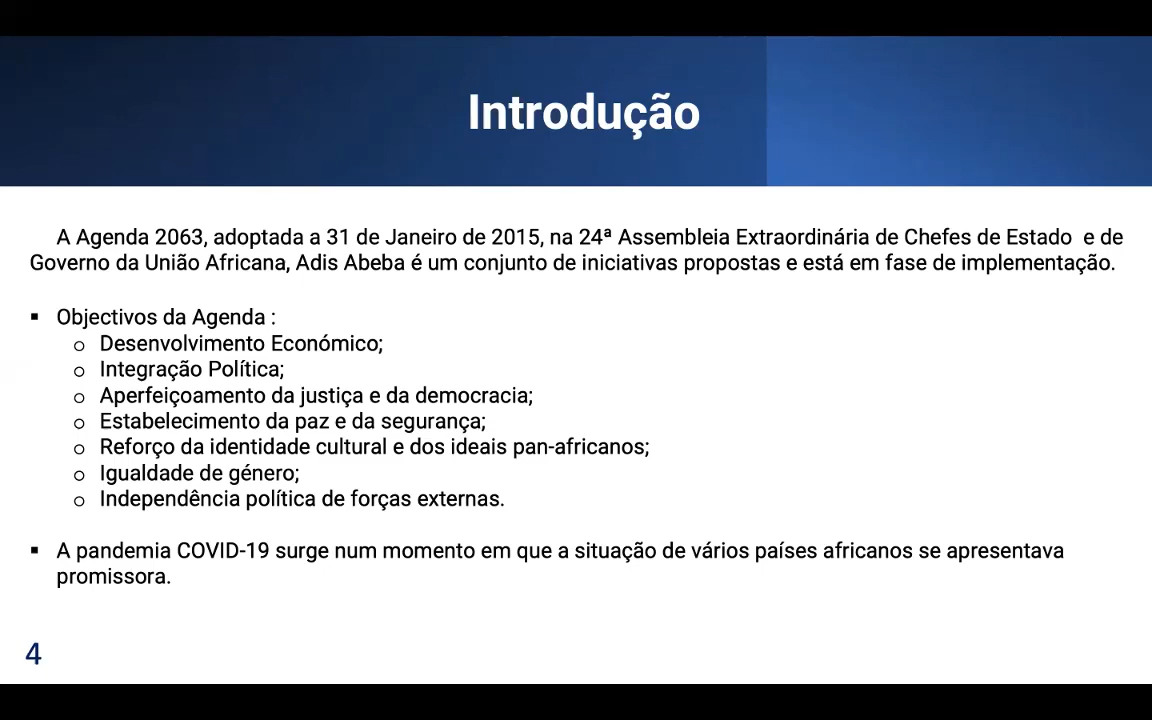 Introdução
A Agenda 2063, adoptada a 31 de Janeiro de 2015, na 24ª Assembleia Extraordinária de Chefes de Estado e de
Governo da União Africana, Adis Abeba é um conjunto de iniciativas propostas e está em fase de implementação.
▪ Objectivos da Agenda :
o Desenvolvimento Económico;
o Integração Política;
o Aperfeiçoamento da justiça e da democracia;
o Estabelecimento da paz e da segurança;
o Reforço da identidade cultural e dos ideais pan-africanos;
o Igualdade de género;
o Independência política de forças externas.
▪ A pandemia COVID-19 surge num momento em que a situação de vários países africanos se apresentava
promissora.
4